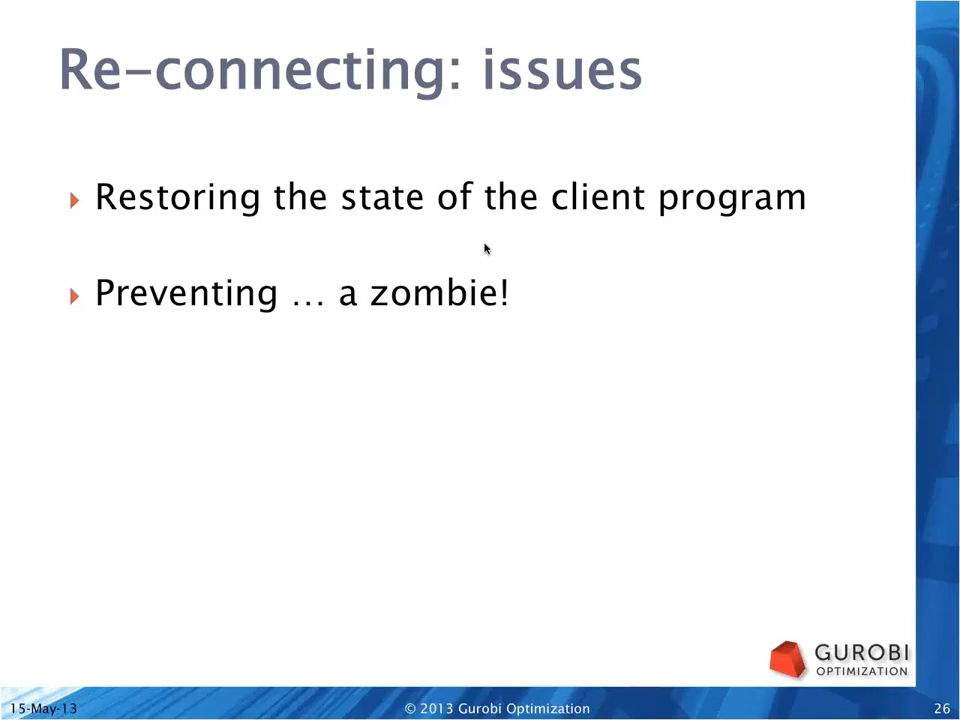 Re-connecting: issues
Restoring the state of the client program
Preventing … a zombie!
GUROBI
OPTIMIZATION
15-May-13
© 2013 Gurobi Optimization
26